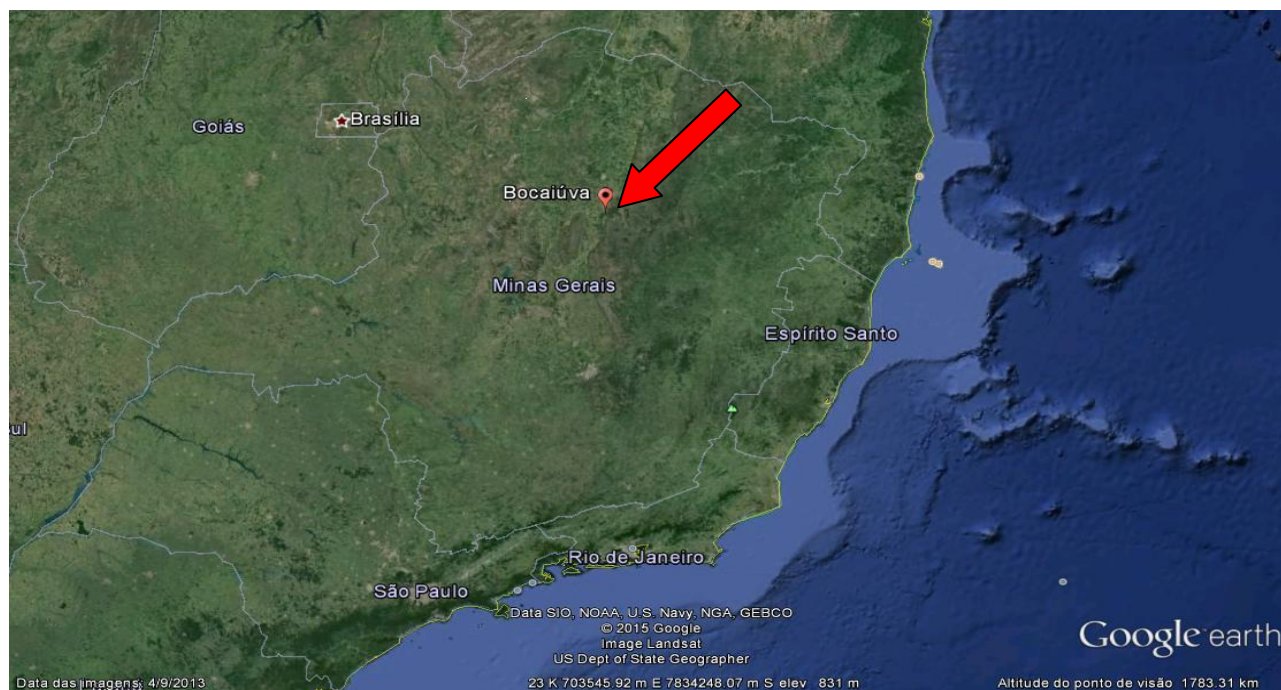 Brasília
Goiás
Bocaiúva
Minas Gerais
Espírito Santo
ul
Rio de Janeiro
São Paulo
Data SIO, NOAA, U.S. Navy, NGA, GEBCO
© 2015 Google
Image Landsat
US Dept of State Geographer
Google earth
Data das imagens: 4/9/2013
23 K 703545.92 m E 7834248.07 m S elev 831 m
Altitude do ponto de visão 1783.31 km